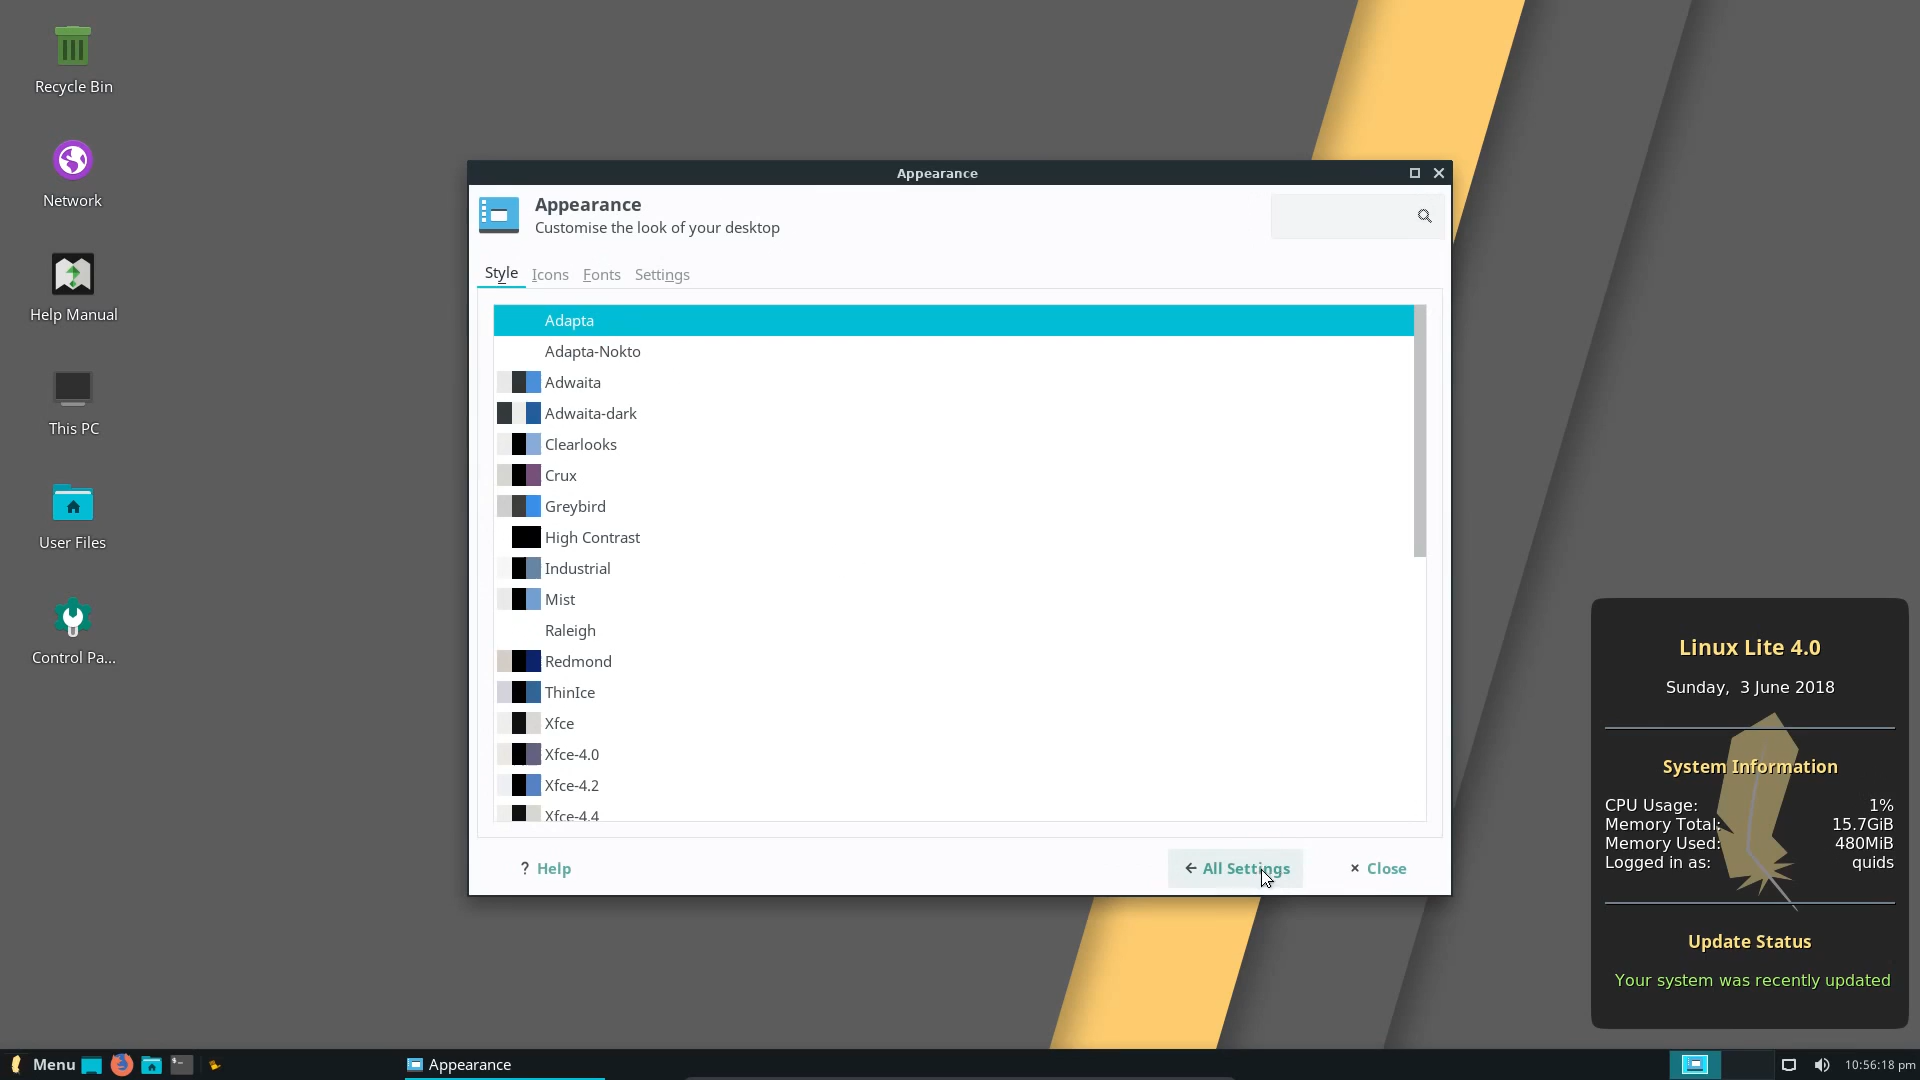 Recycle Bin
Network
Help Manual
This PC
User Files
Control Pa...
Appearance
Appearance
Customise the look of your desktop
Style
Icons
Fonts
Settings
Adapta
Adapta-Nokto
Adwaita
Adwaita-dark
Clearlooks
Crux
Greybird
High Contrast
Industrial
Mist
Raleigh
Redmond
ThinIce
Xfce
Xfce-4.0
Xfce-4.2
Xfce-4.4
? Help
← All Settings
× Close
Linux Lite 4.0
Sunday, 3 June 2018
System Information
CPU Usage: 1%
Memory Total: 15.7GiB
Memory Used: 480MiB
Logged in as: quids
Update Status
Your system was recently updated
Menu
Appearance
10:56:18 pm